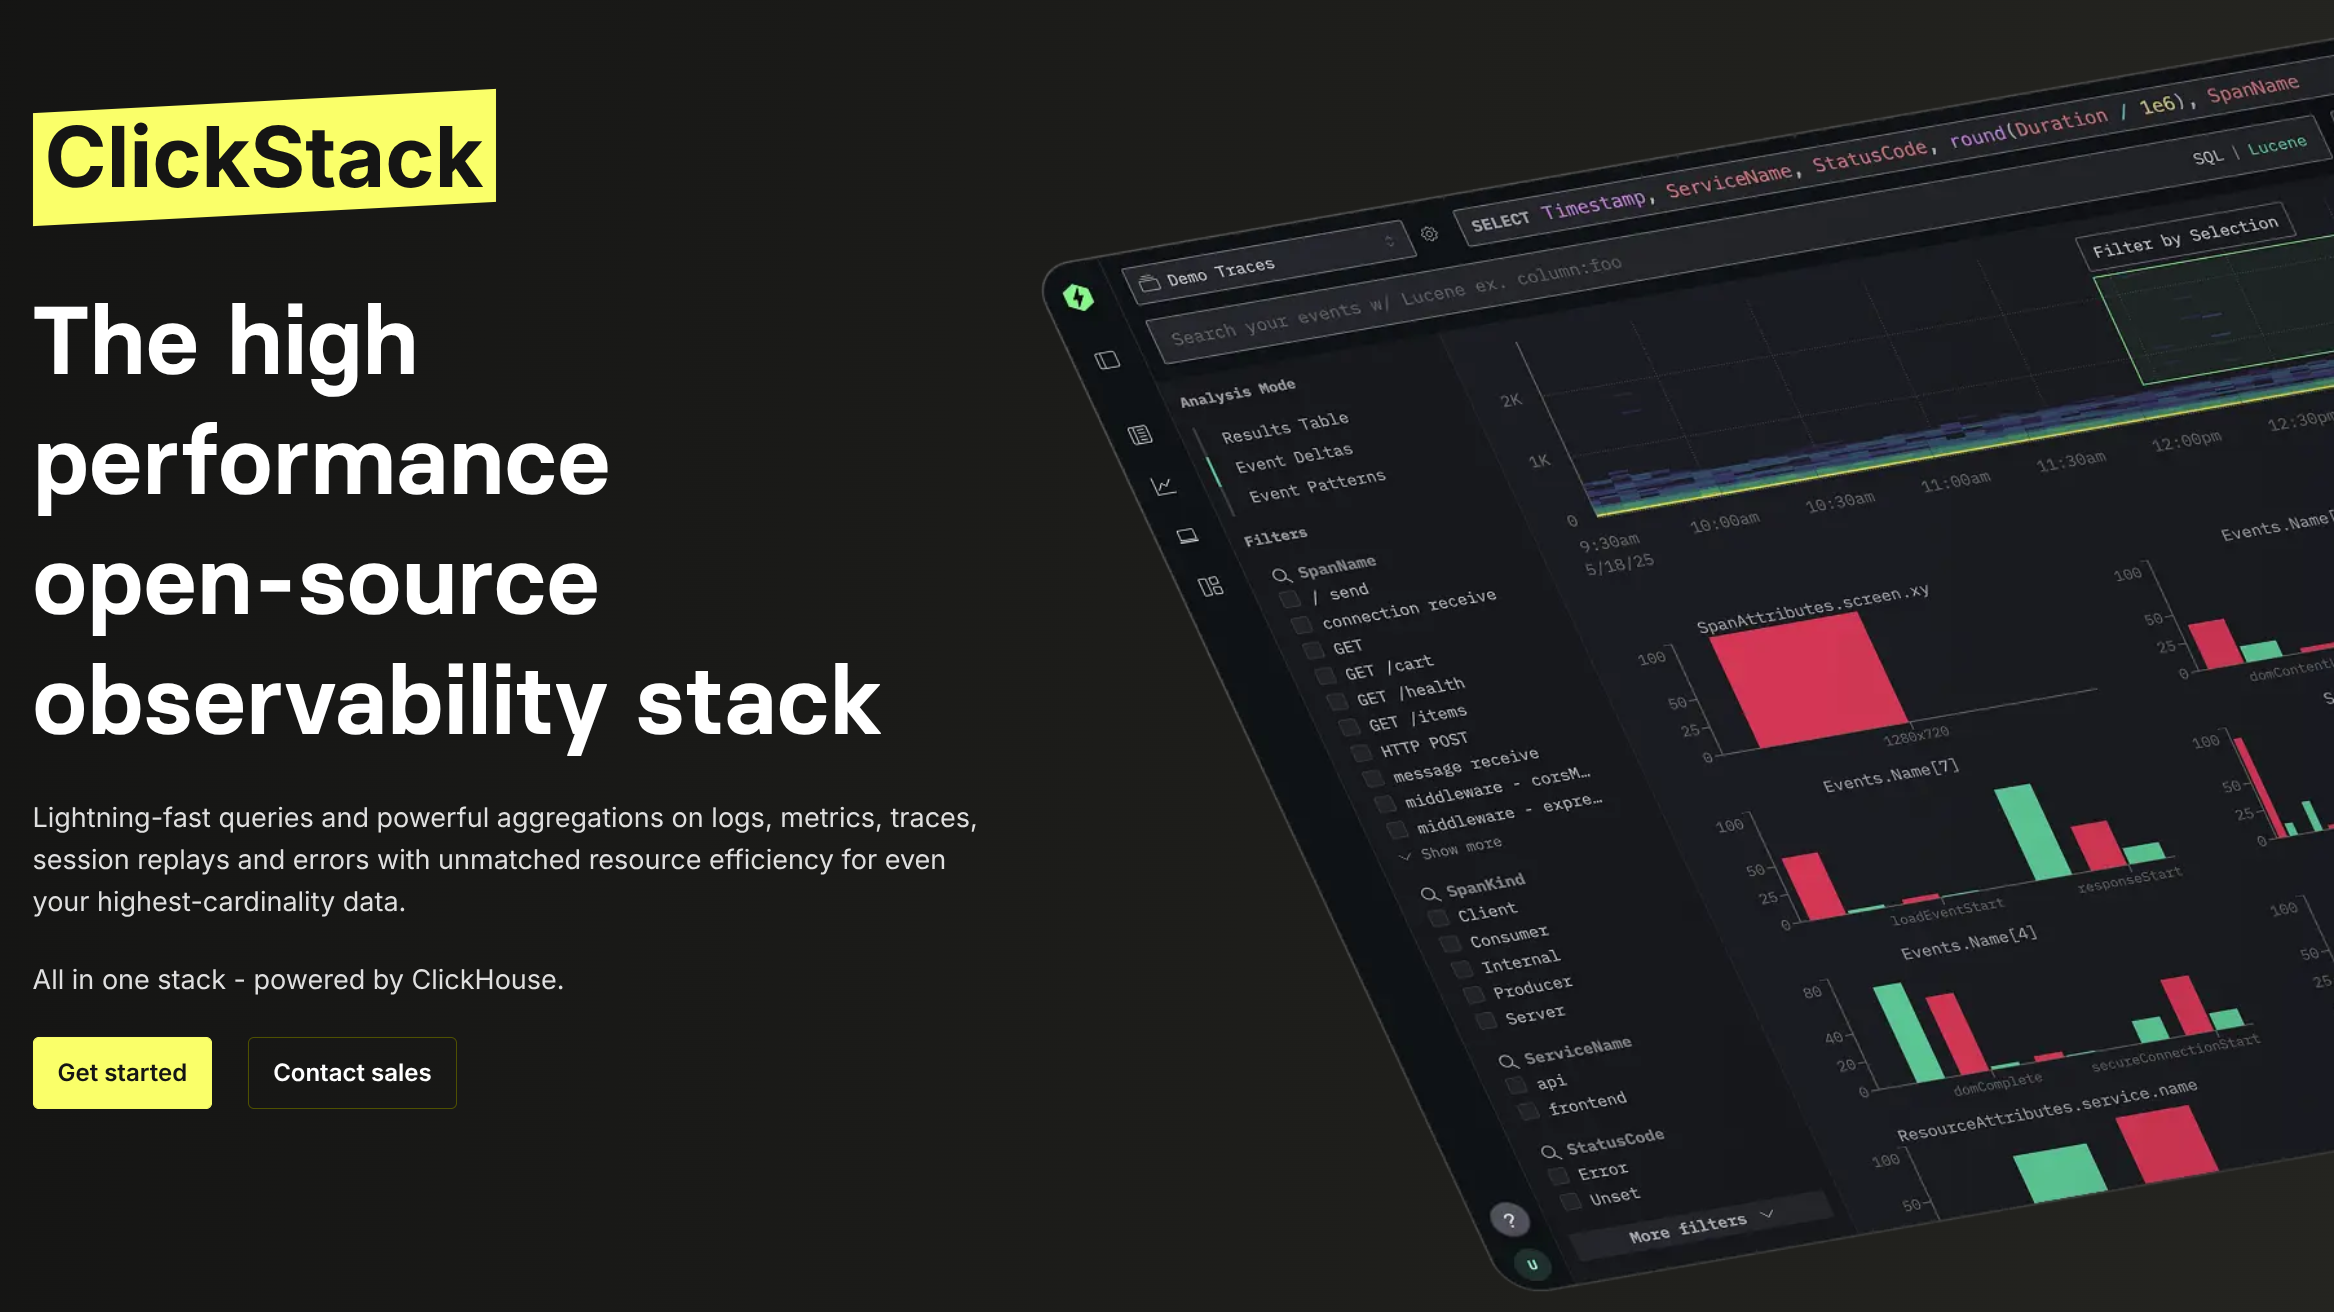 ClickStack
The high
performance
open-source
observability stack
Lightning-fast queries and powerful aggregations on logs, metrics, traces,
session replays and errors with unmatched resource efficiency for even
your highest-cardinality data.
All in one stack - powered by ClickHouse.
Get started
Contact sales
Demo Traces
SELECT Timestamp, ServiceName, StatusCode, round(Duration / 1e6), SpanName
Search your events w/ Lucene ex. column:foo
SQL | Lucene
Analysis Mode
Results Table
Event Deltas
Event Patterns
Filters
SpanName
/ send
connection receive
GET
GET /cart
GET /health
GET /items
HTTP POST
message receive
middleware - corsM…
middleware - expre…
Show more
SpanKind
Client
Consumer
Internal
Producer
Server
ServiceName
api
frontend
StatusCode
Error
Unset
More filters
?
U
Filter by Selection
2K
1K
0
9:30am
5/18/25
10:00am
10:30am
11:00am
11:30am
12:00pm
12:30pm
SpanAttributes.screen.xy
100
50
25
0
1280x720
Events.Name[
100
50
25
0
Events.Name[7]
100
50
25
0
loadEventStart
responseStart
100
50
25
0
Events.Name[4]
80
40
20
0
domComplete
secureConnectionStart
100
50
25
ResourceAttributes.service.name
100
50